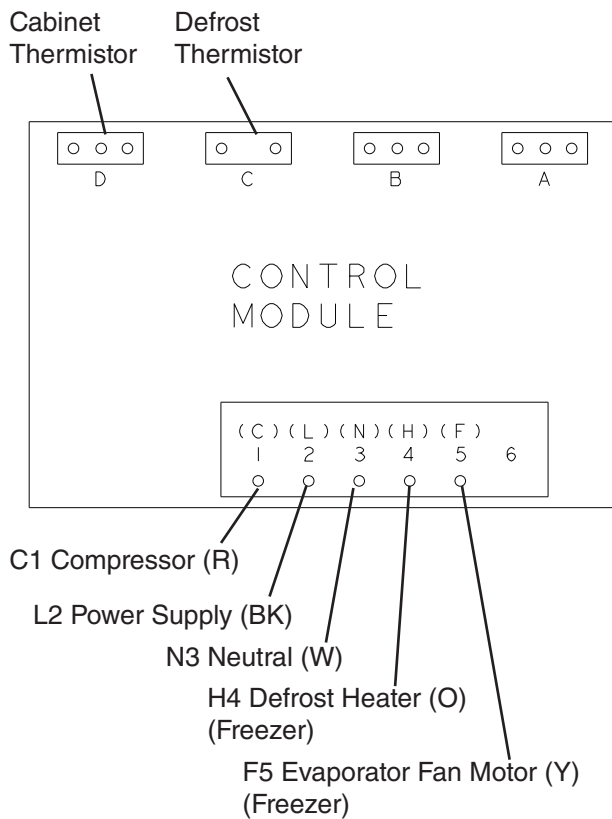 Cabinet
Thermistor
Defrost
Thermistor
D C B A
CONTROL
MODULE
(C) (L) (N) (H) (F)
1 2 3 4 5 6
C1 Compressor (R)
L2 Power Supply (BK)
N3 Neutral (W)
H4 Defrost Heater (O)
(Freezer)
F5 Evaporator Fan Motor (Y)
(Freezer)